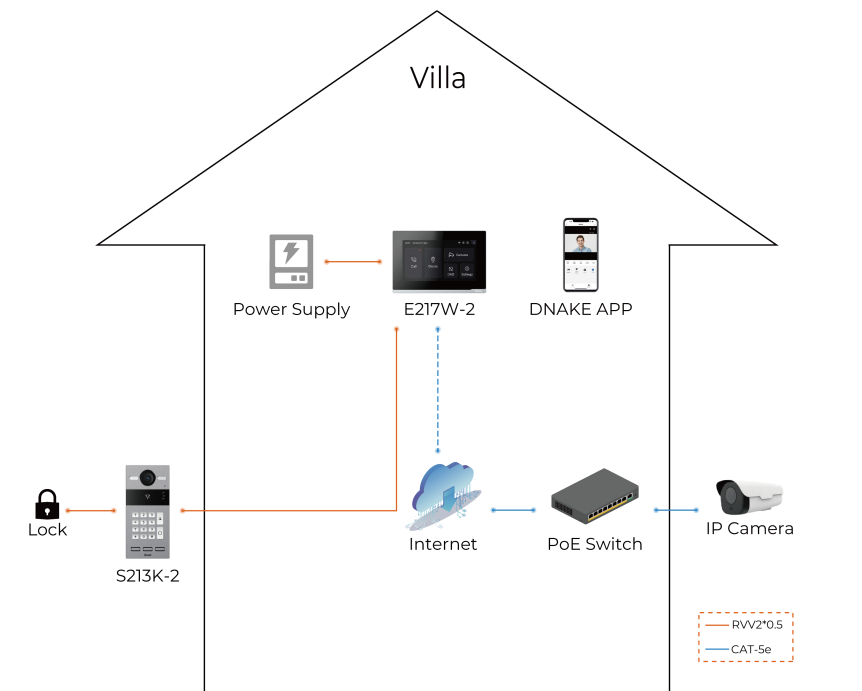 Villa
Power Supply
E217W-2
DNAKE APP
Lock
S213K-2
Internet
PoE Switch
IP Camera
RVV2*0.5
CAT-5e